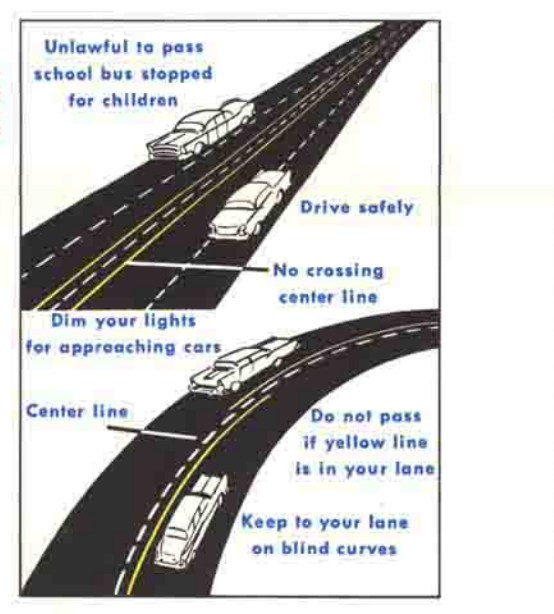 Unlawful to pass
school bus stopped
for children
Drive safely
No crossing
center line
Dim your lights
for approaching cars
Center line
Do not pass
if yellow line
is in your lane
Keep to your lane
on blind curves